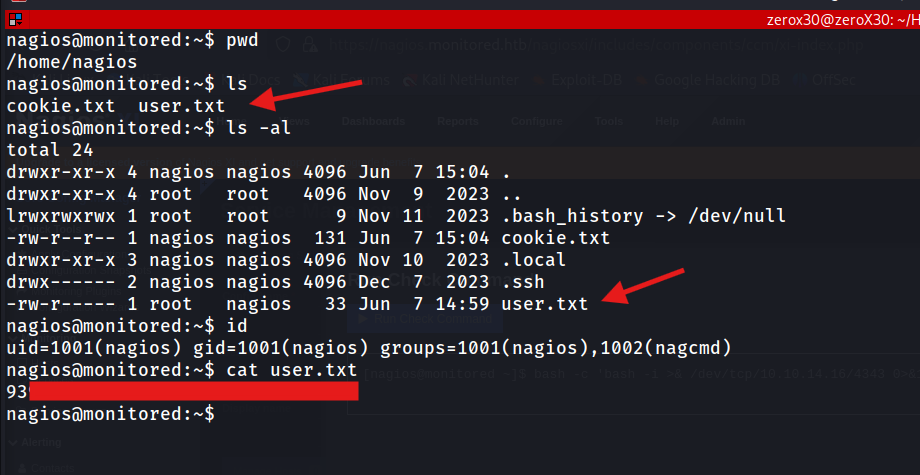 zerox30@zeroX30: ~/H
nagios@monitored:~$ pwd
/home/nagios
nagios@monitored:~$ ls
cookie.txt  user.txt
nagios@monitored:~$ ls -al
total 24
drwxr-xr-x 4 nagios nagios 4096 Jun  7 15:04 .
drwxr-xr-x 4 root   root   4096 Nov  9  2023 ..
lrwxrwxrwx 1 root   root      9 Nov 11  2023 .bash_history -> /dev/null
-rw-r--r-- 1 nagios nagios  131 Jun  7 15:04 cookie.txt
drwxr-xr-x 3 nagios nagios 4096 Nov 10  2023 .local
drwx------ 2 nagios nagios 4096 Dec  7  2023 .ssh
-rw-r----- 1 root   nagios   33 Jun  7 14:59 user.txt
nagios@monitored:~$ id
uid=1001(nagios) gid=1001(nagios) groups=1001(nagios),1002(nagcmd)
nagios@monitored:~$ cat user.txt
93
nagios@monitored:~$